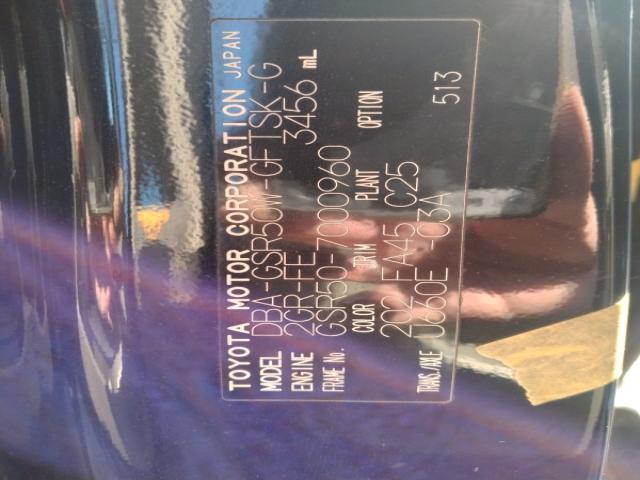 TOYOTA MOTOR CORPORATION JAPAN
MODEL DBA-GSR50W-GFTSK-G
ENGINE 2GR-FE 3456 mL
FRAME No. GSR50-7000960
COLOR TRIM PLANT OPTION
202 FA45 C25
TRANS./AXLE U660E -03A 513